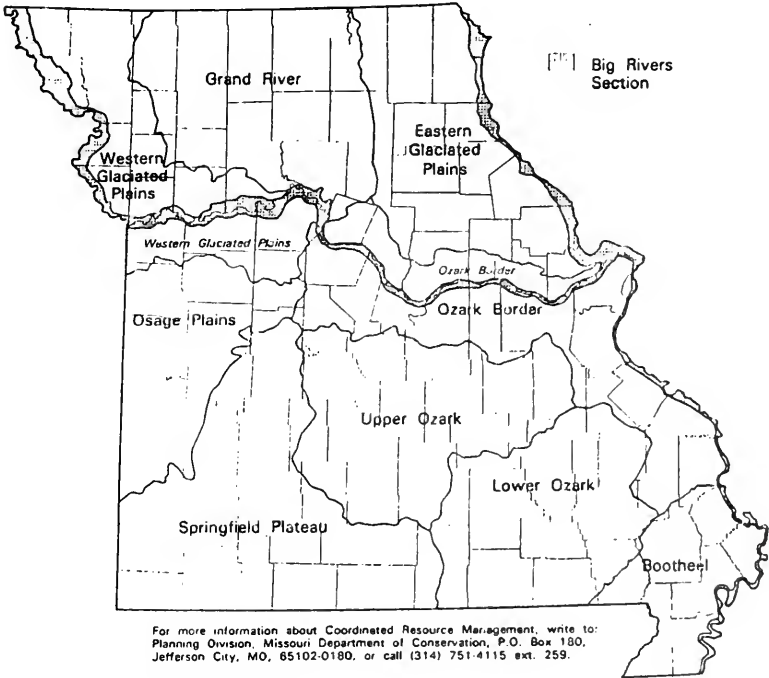 Big Rivers
Section
Grand River
Eastern
Glaciated
Plains
Western
Glaciated
Plains
Western Glaciated Plains
Ozark Border
Osage Plains
Ozark Border
Upper Ozark
Lower Ozark
Springfield Plateau
Bootheel
For more information about Coordinated Resource Management, write to:
Planning Division, Missouri Department of Conservation, P.O. Box 180,
Jefferson City, MO, 65102-0180, or call (314) 751-4115 ext. 259.